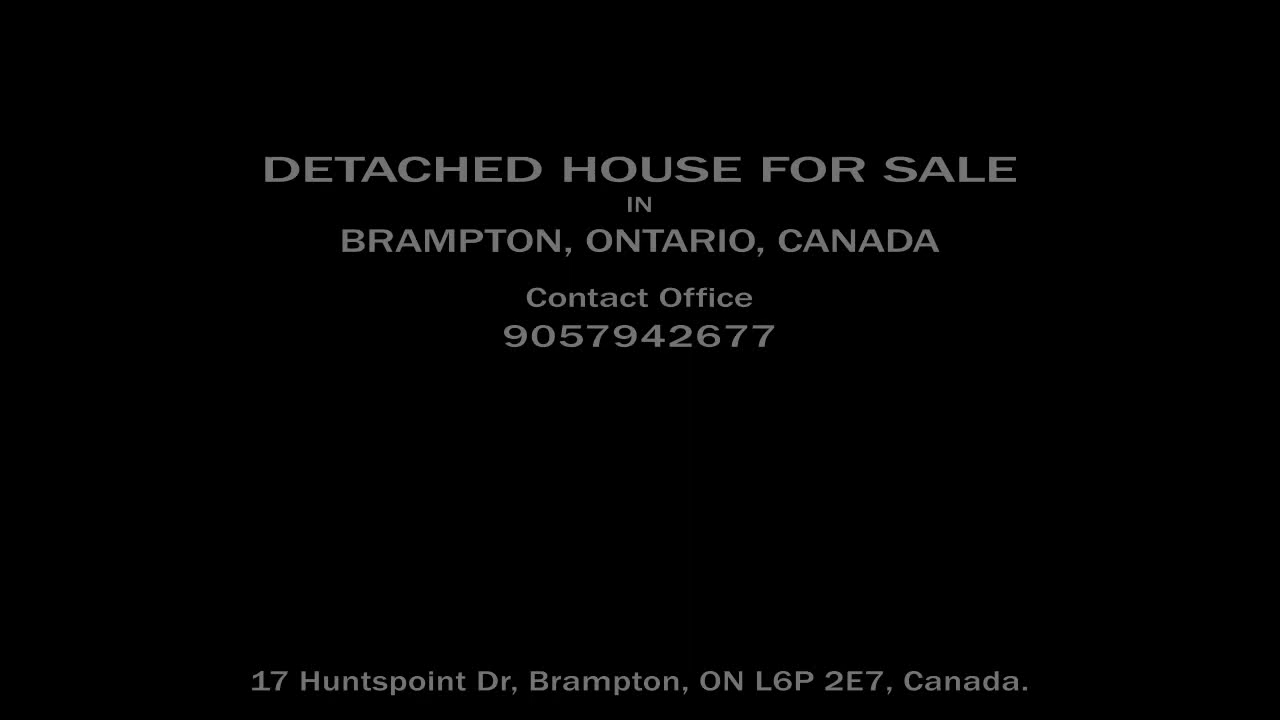 DETACHED HOUSE FOR SALE
IN
BRAMPTON, ONTARIO, CANADA
Contact Office
9057942677
17 Huntspoint Dr, Brampton, ON L6P 2E7, Canada.